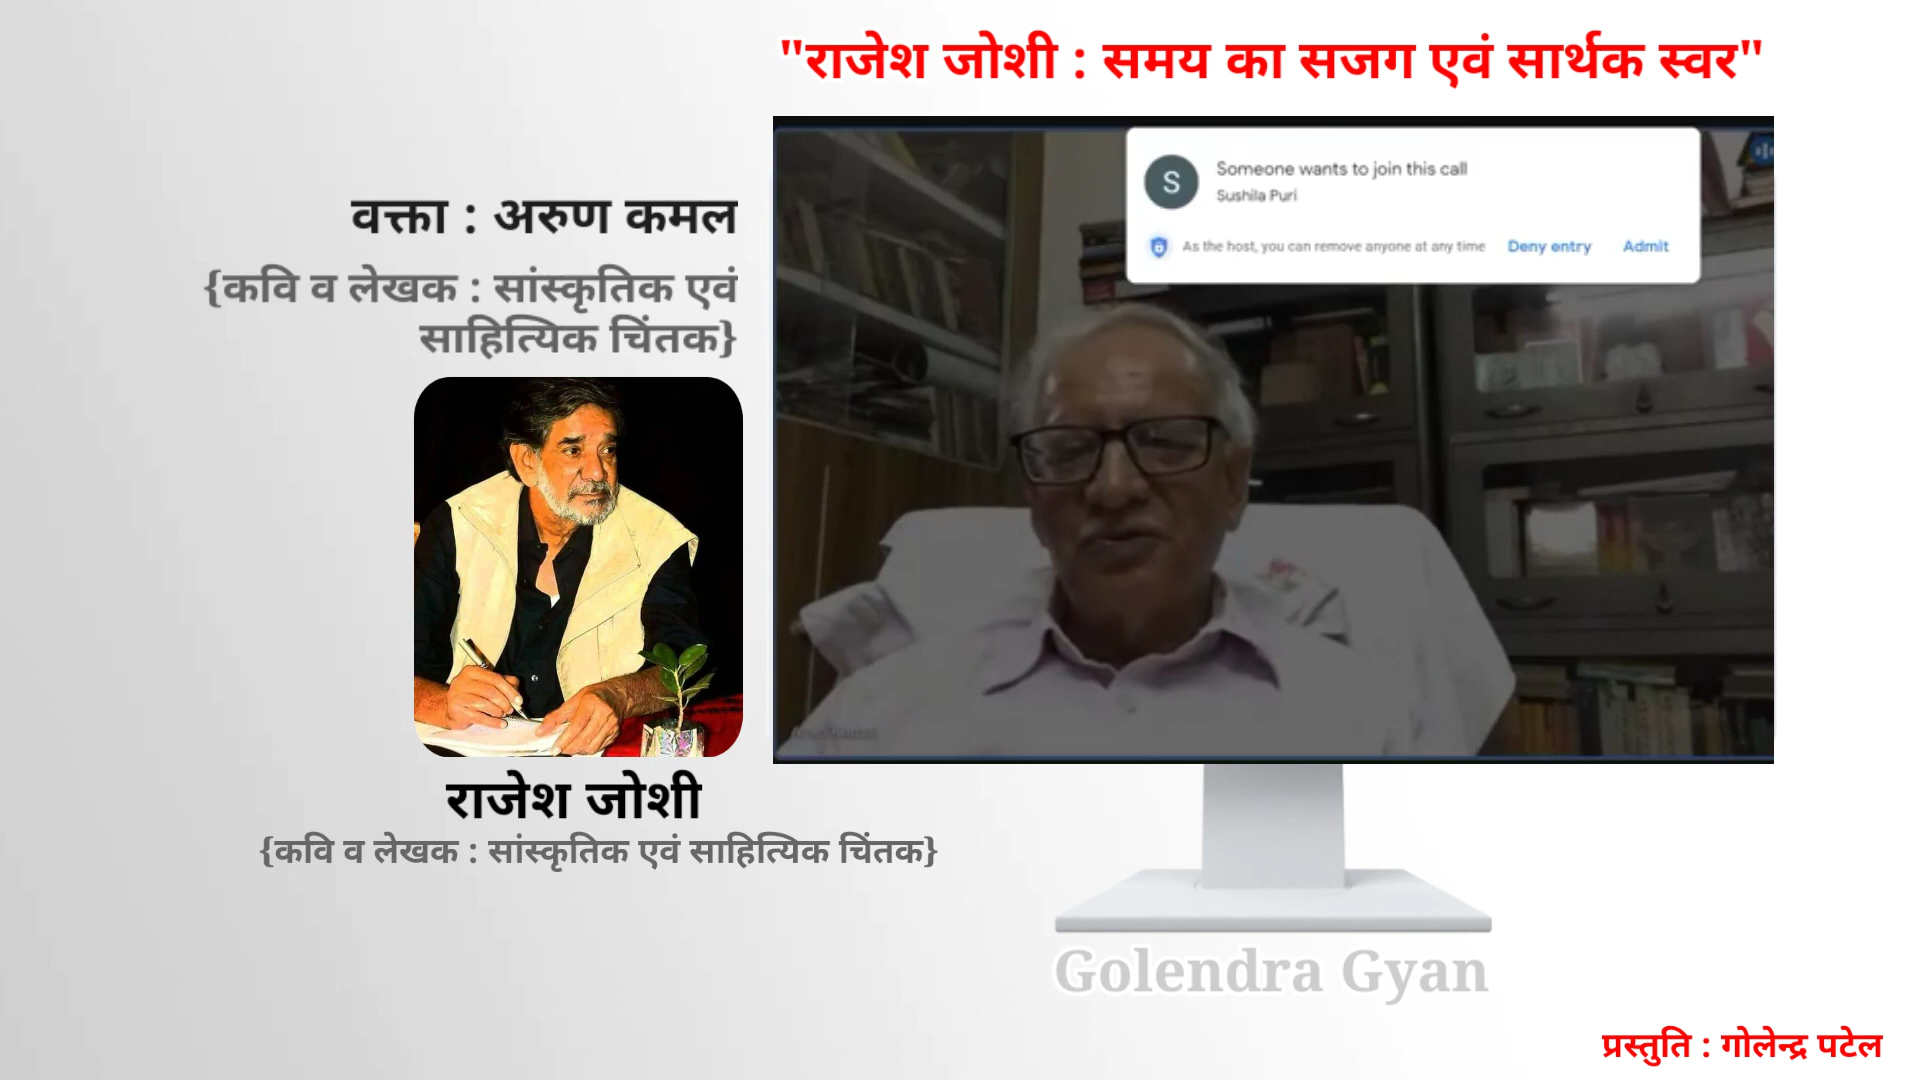 "राजेश जोशी : समय का सजग एवं सार्थक स्वर"
Someone wants to join this call
S
Sushila Puri
As the host, you can remove anyone at any time Deny entry Admit
वक्ता : अरुण कमल
{कवि व लेखक : सांस्कृतिक एवं
साहित्यिक चिंतक}
राजेश जोशी
{कवि व लेखक : सांस्कृतिक एवं साहित्यिक चिंतक}
Golendra Gyan
प्रस्तुति : गोलेन्द्र पटेल